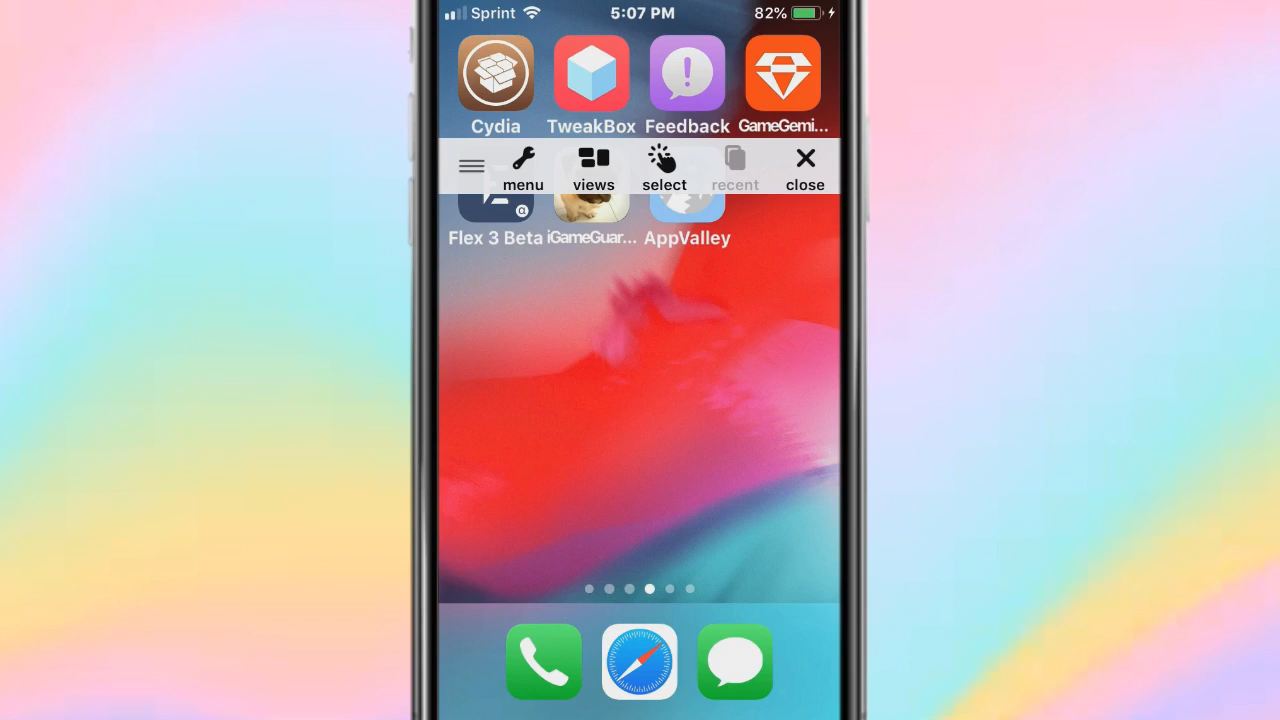 Sprint 5:07 PM 82%
Cydia TweakBox Feedback GameGemi...
menu views select recent close
Flex 3 Beta iGameGuar... AppValley